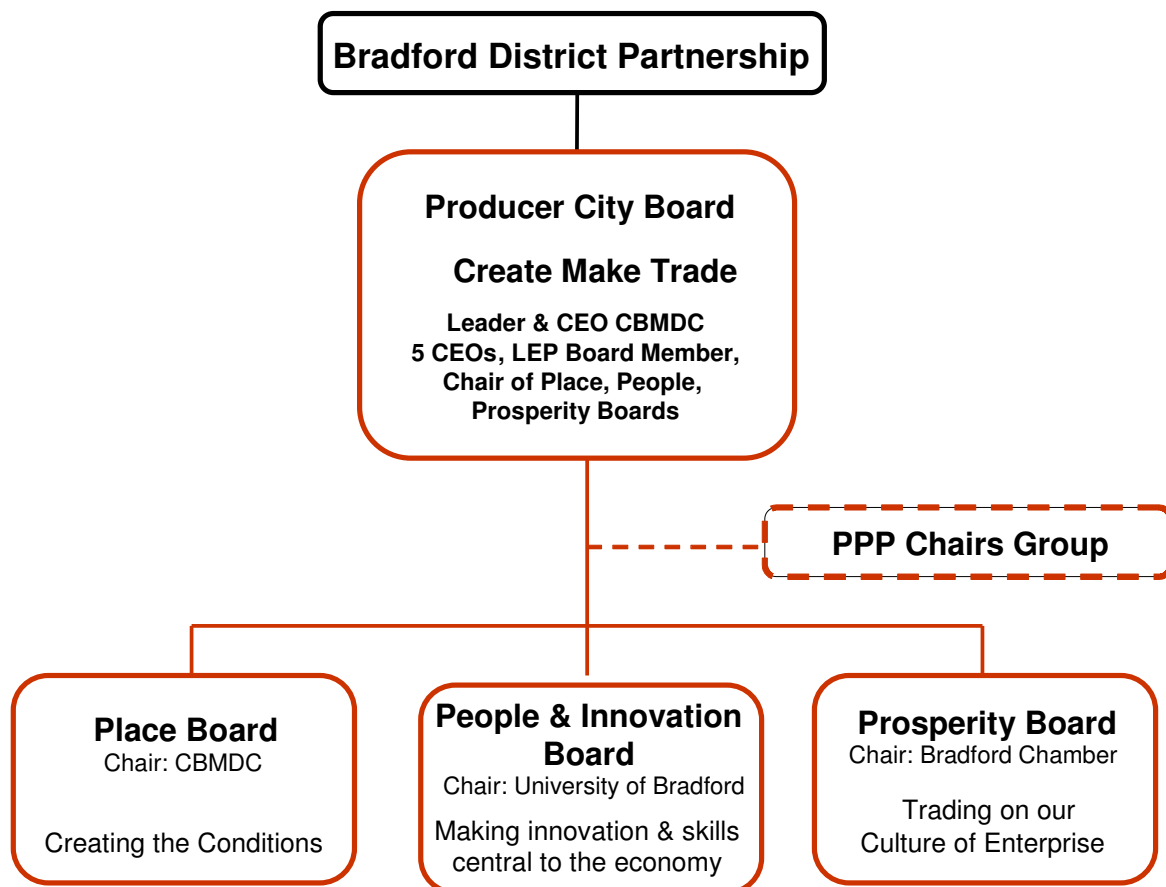 Bradford District Partnership
Producer City Board
Create Make Trade
Leader & CEO CBMDC
5 CEOs, LEP Board Member,
Chair of Place, People,
Prosperity Boards
PPP Chairs Group
Place Board
Chair: CBMDC
Creating the Conditions
People & Innovation
Board
Chair: University of Bradford
Making innovation & skills
central to the economy
Prosperity Board
Chair: Bradford Chamber
Trading on our
Culture of Enterprise